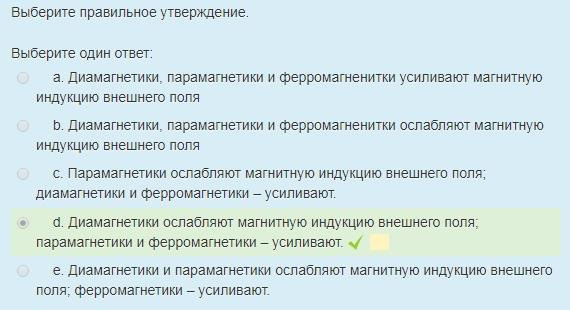 Выберите правильное утверждение.
Выберите один ответ:
a. Диамагнетики, парамагнетики и ферромагненитки усиливают магнитную
индукцию внешнего поля
b. Диамагнетики, парамагнетики и ферромагненитки ослабляют магнитную
индукцию внешнего поля
c. Парамагнетики ослабляют магнитную индукцию внешнего поля;
диамагнетики и ферромагнетики – усиливают.
d. Диамагнетики ослабляют магнитную индукцию внешнего поля;
парамагнетики и ферромагнетики – усиливают.
e. Диамагнетики и парамагнетики ослабляют магнитную индукцию внешнего
поля; ферромагнетики – усиливают.